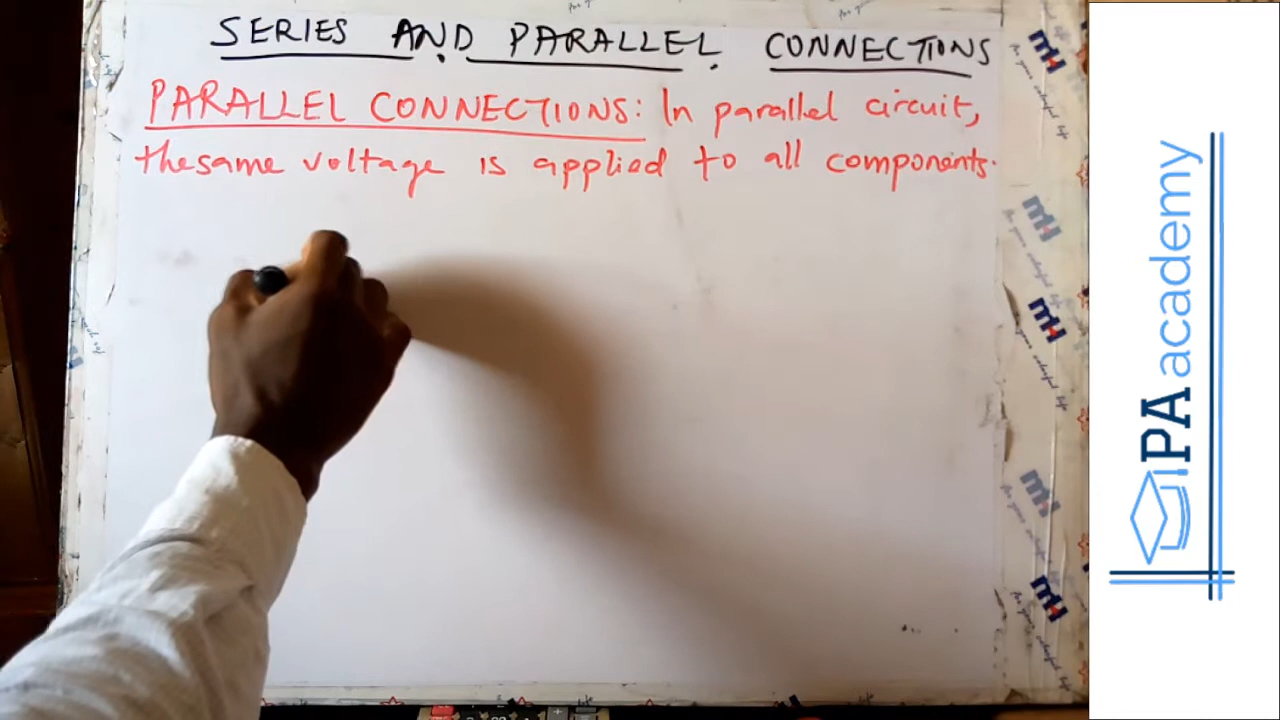 SERIES AND PARALLEL CONNECTIONS
PARALLEL CONNECTIONS: In parallel circuit,
thesame voltage is applied to all components.
iPA academy